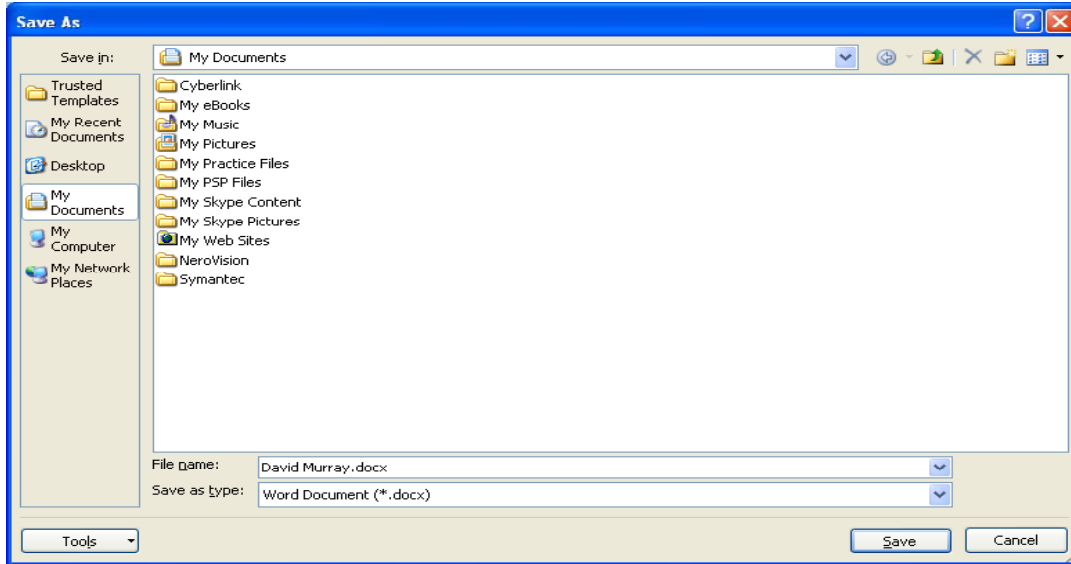 Save As
Save in:
My Documents
Trusted
Templates
My Recent
Documents
Desktop
My
Documents
My
Computer
My Network
Places
Cyberlink
My eBooks
My Music
My Pictures
My Practice Files
My PSP Files
My Skype Content
My Skype Pictures
My Web Sites
NeroVision
Symantec
File name:
David Murray.docx
Save as type:
Word Document (*.docx)
Tools
Save
Cancel